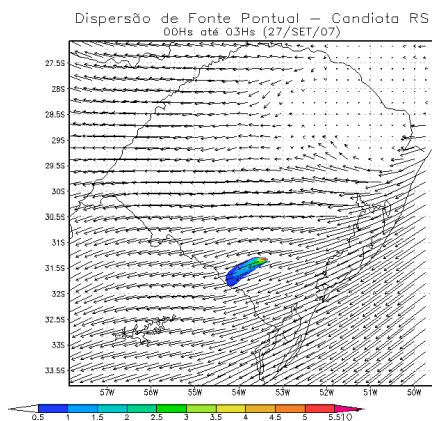 Dispersão de Fonte Pontual – Candiota RS
00Hs até 03Hs (27/SET/07)
27.5S
28S
28.5S
29S
29.5S
30S
30.5S
31S
31.5S
32S
32.5S
33S
33.5S
57W 56W 55W 54W 53W 52W 51W 50W
0.5 1 1.5 2 2.5 3 3.5 4 4.5 5 5.5 10